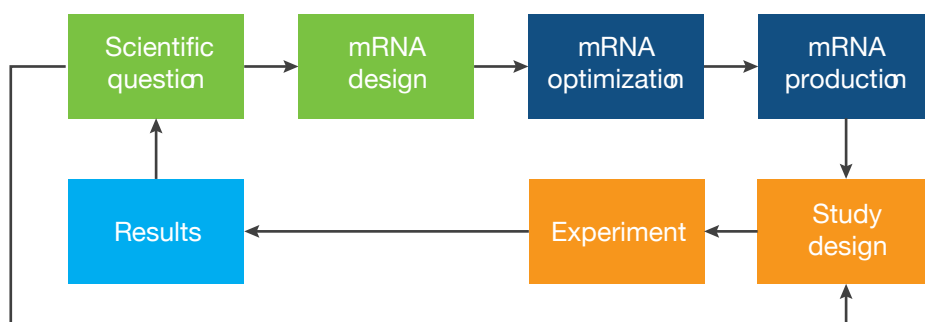 Scientific
question
mRNA
design
mRNA
optimization
mRNA
production
Results
Experiment
Study
design